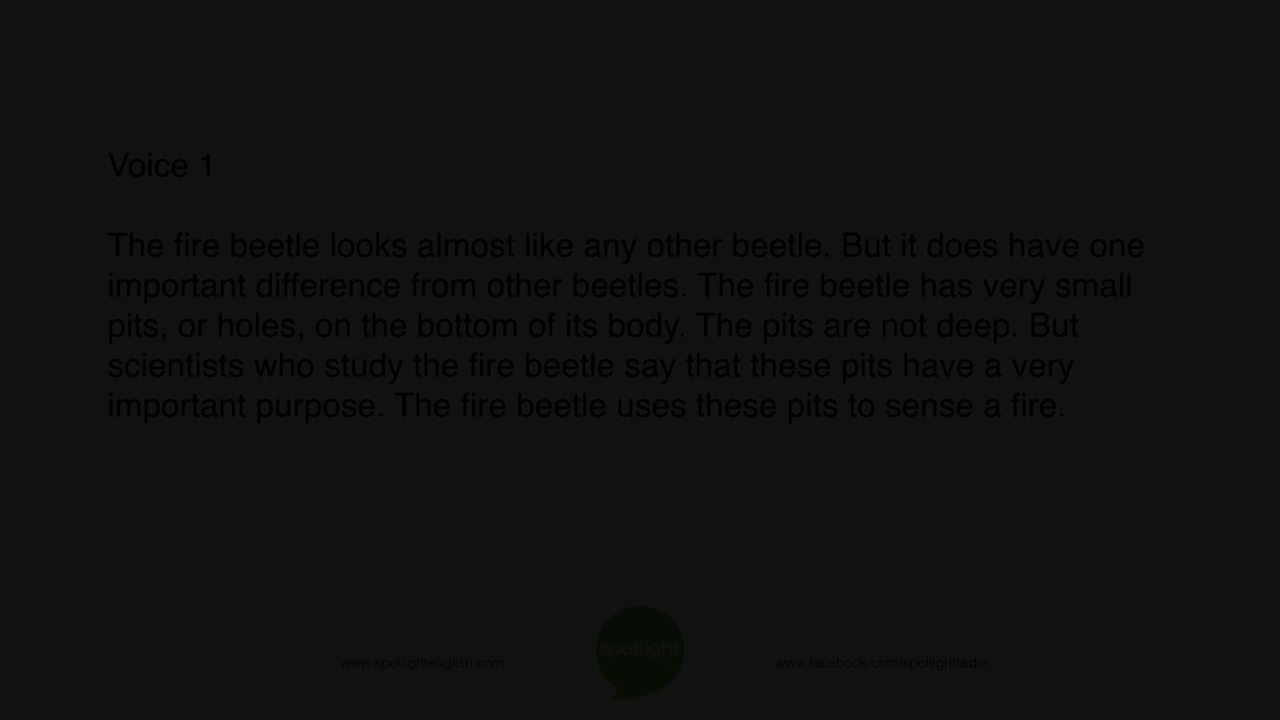 Voice 1
The fire beetle looks almost like any other beetle. But it does have one
important difference from other beetles. The fire beetle has very small
pits, or holes, on the bottom of its body. The pits are not deep. But
scientists who study the fire beetle say that these pits have a very
important purpose. The fire beetle uses these pits to sense a fire.
spotlight
www.spotlightenglish.com
www.facebook.com/spotlightradio